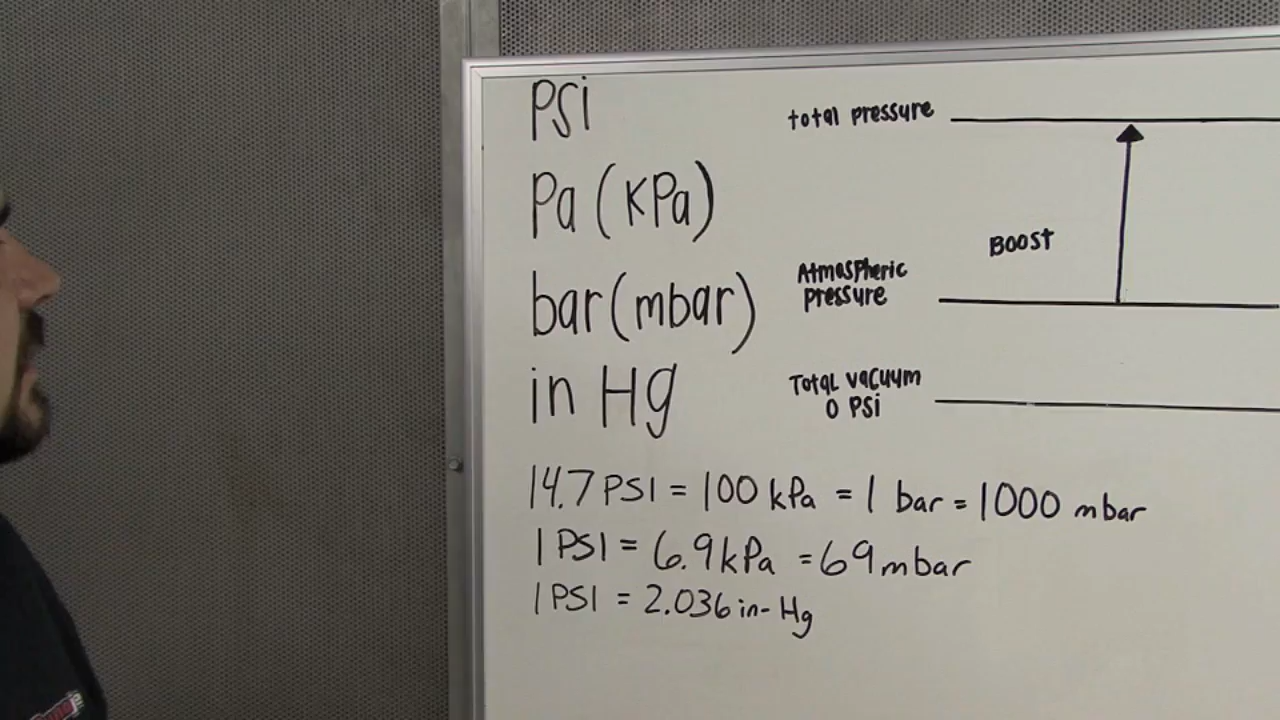 PSi
Pa (KPa)
bar (mbar)
in Hg
total pressure
BOOST
Atmospheric
pressure
Total vacuum
0 PSi
14.7 PSI = 100 kPa = 1 bar = 1000 mbar
1 PSI = 6.9 kPa = 69 mbar
1 PSI = 2.036 in-Hg